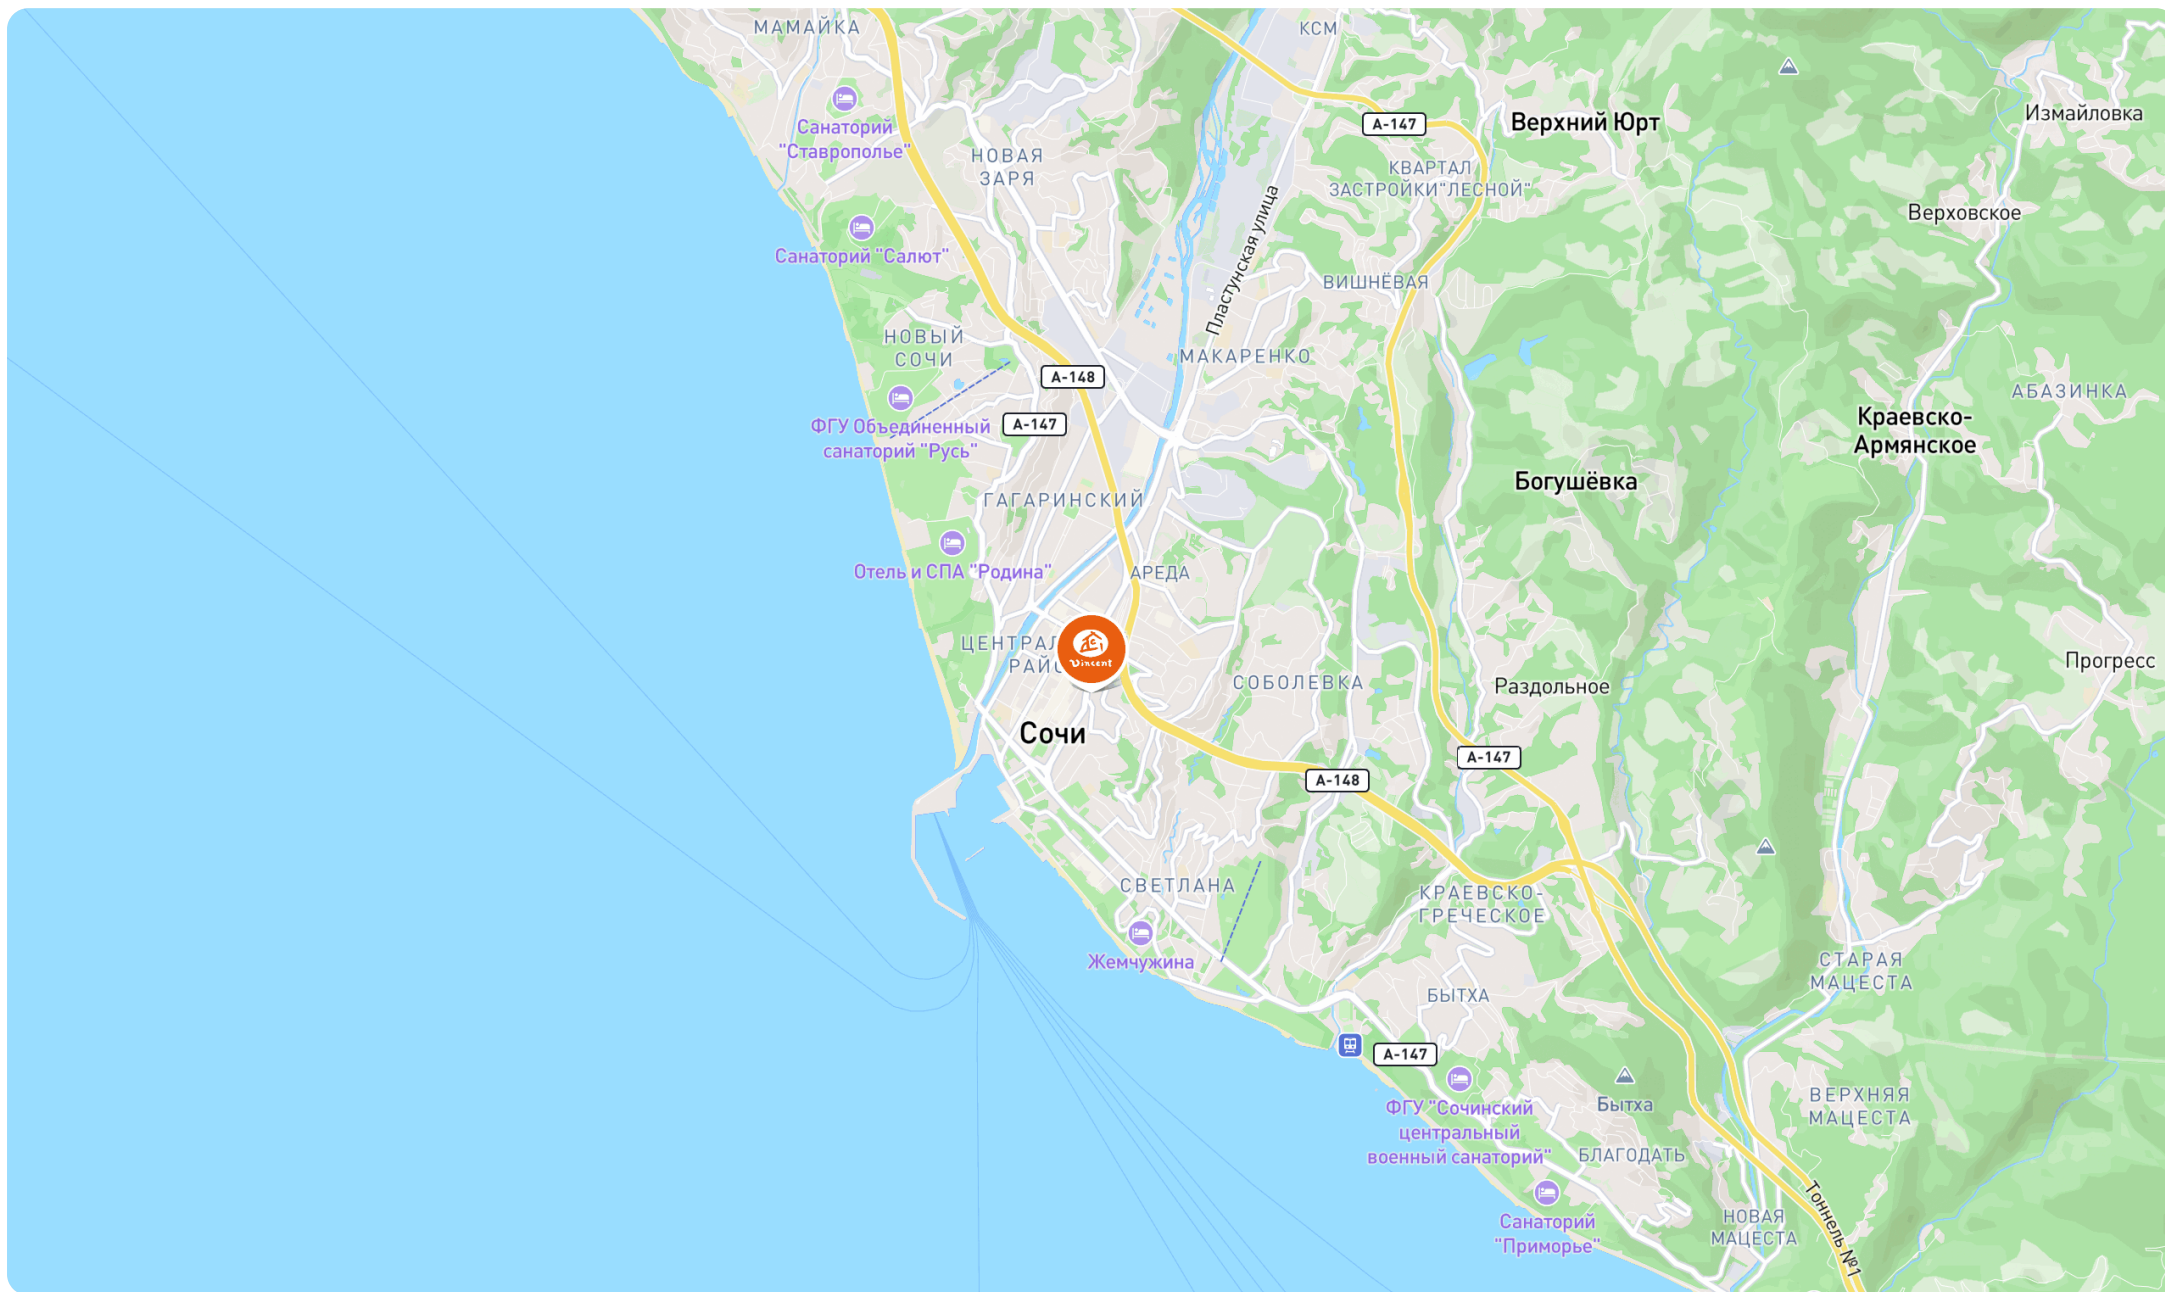 МАМАЙКА
КСМ
Санаторий
"Ставрополье"
А-147
Верхний Юрт
Измайловка
НОВАЯ
ЗАРЯ
КВАРТАЛ
ЗАСТРОЙКИ"ЛЕСНОЙ"
Верховское
Санаторий "Салют"
Пластунская улица
ВИШНЁВАЯ
НОВЫЙ
СОЧИ
МАКАРЕНКО
А-148
АБАЗИНКА
А-147
ФГУ Объединенный
санаторий "Русь"
Краевско-
Армянское
Богушёвка
ГАГАРИНСКИЙ
Отель и СПА "Родина"
АРЕДА
ЦЕНТРАЛ
РАЙО
Vincent
Прогресс
СОБОЛЕВКА
Раздольное
Сочи
А-147
А-148
СВЕТЛАНА
КРАЕВСКО-
ГРЕЧЕСКОЕ
Жемчужина
СТАРАЯ
МАЦЕСТА
БЫТХА
А-147
ФГУ "Сочинский
центральный
военный санаторий"
Бытха
ВЕРХНЯЯ
МАЦЕСТА
БЛАГОДАТЬ
Санаторий
"Приморье"
НОВАЯ
МАЦЕСТА
Тоннель №1